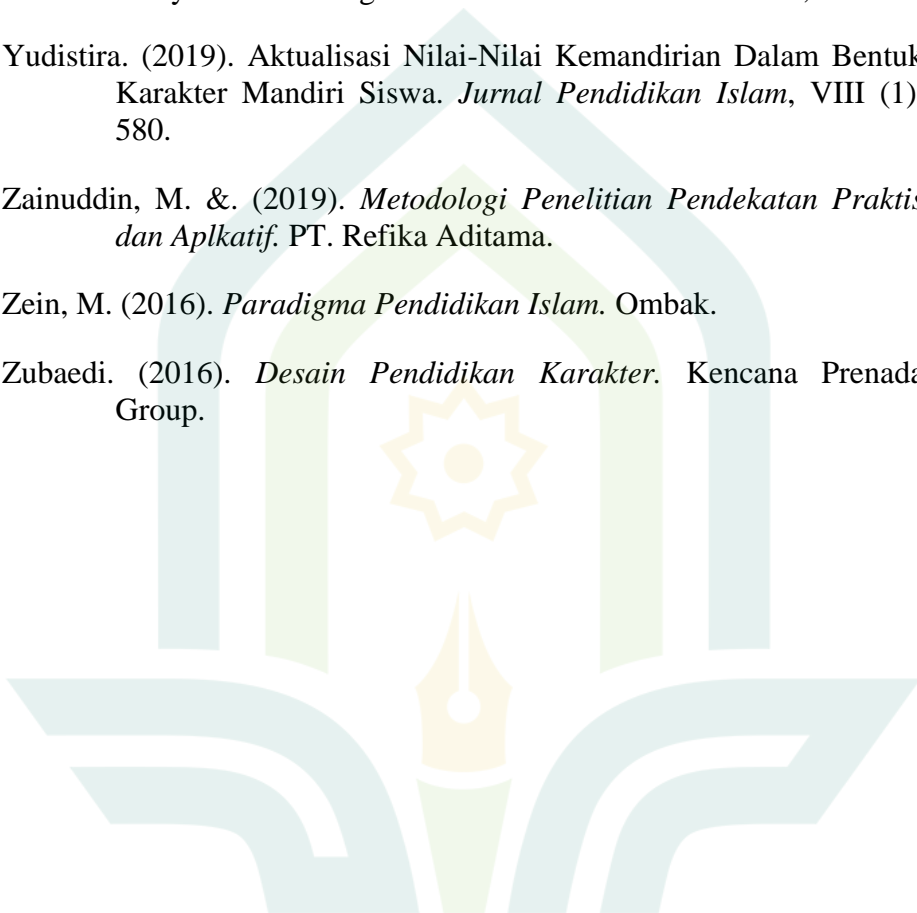 Yudistira. (2019). Aktualisasi Nilai-Nilai Kemandirian Dalam Bentuk
Karakter Mandiri Siswa. Jurnal Pendidikan Islam, VIII (1)
580.
Zainuddin, M. &. (2019). Metodologi Penelitian Pendekatan Praktis
dan Aplkatif. PT. Refika Aditama.
Zein, M. (2016). Paradigma Pendidikan Islam. Ombak.
Zubaedi. (2016). Desain Pendidikan Karakter. Kencana Prenada
Group.